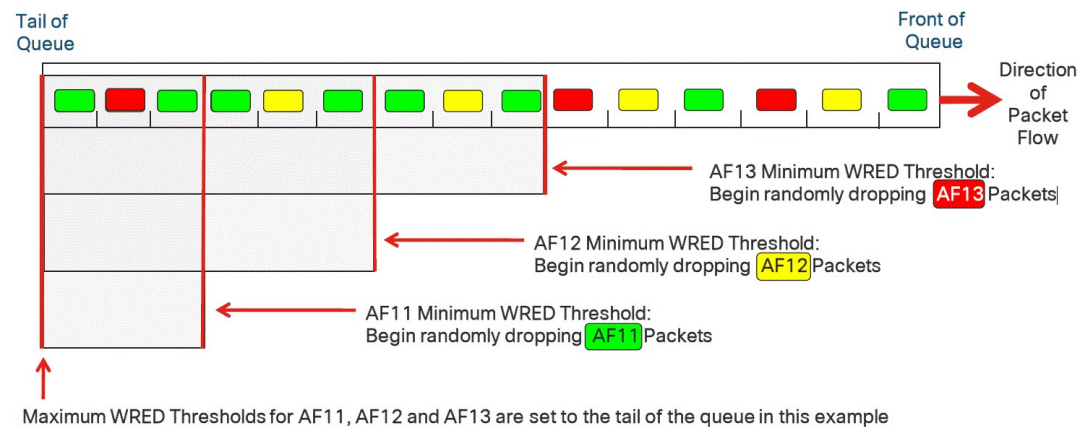 Tail of
Queue
Front of
Queue
Direction
of
Packet
Flow
AF13 Minimum WRED Threshold:
Begin randomly dropping AF13 Packets
AF12 Minimum WRED Threshold:
Begin randomly dropping AF12 Packets
AF11 Minimum WRED Threshold:
Begin randomly dropping AF11 Packets
Maximum WRED Thresholds for AF11, AF12 and AF13 are set to the tail of the queue in this example